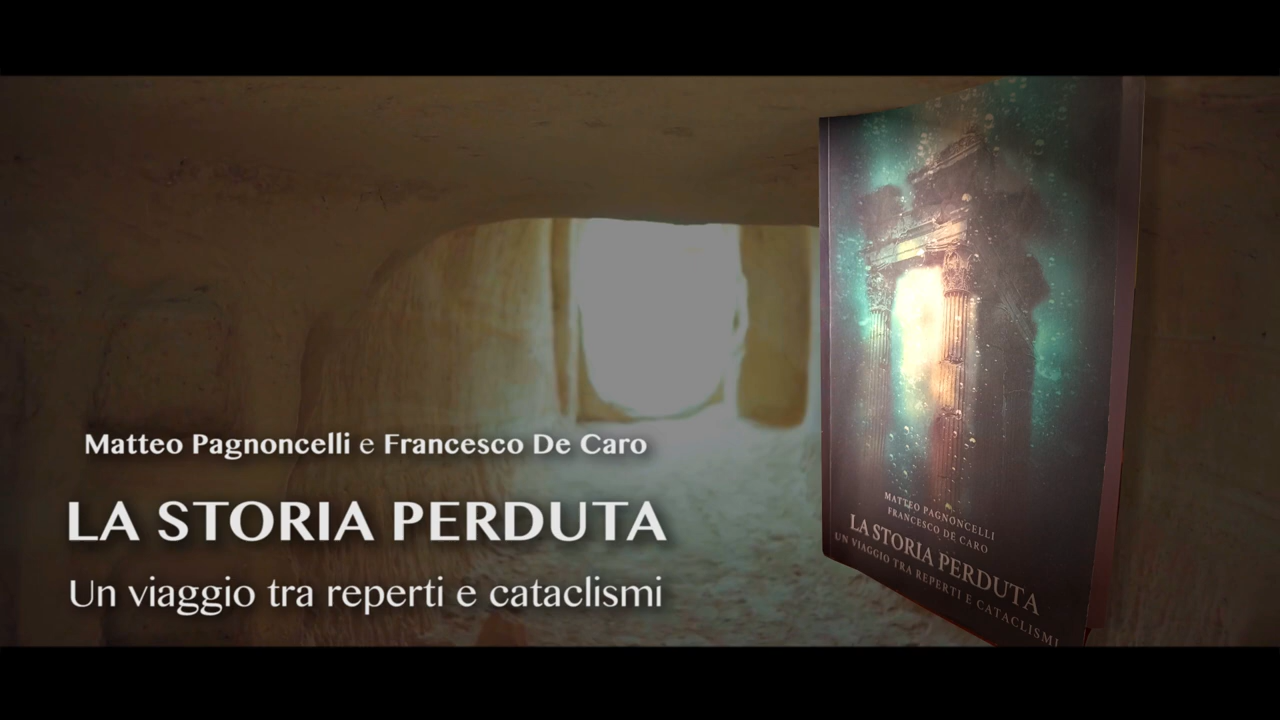 Matteo Pagnoncelli e Francesco De Caro
LA STORIA PERDUTA
Un viaggio tra reperti e cataclismi
MATTEO PAGNONCELLI
FRANCESCO DE CARO
LA STORIA PERDUTA
UN VIAGGIO TRA REPERTI E CATACLISMI